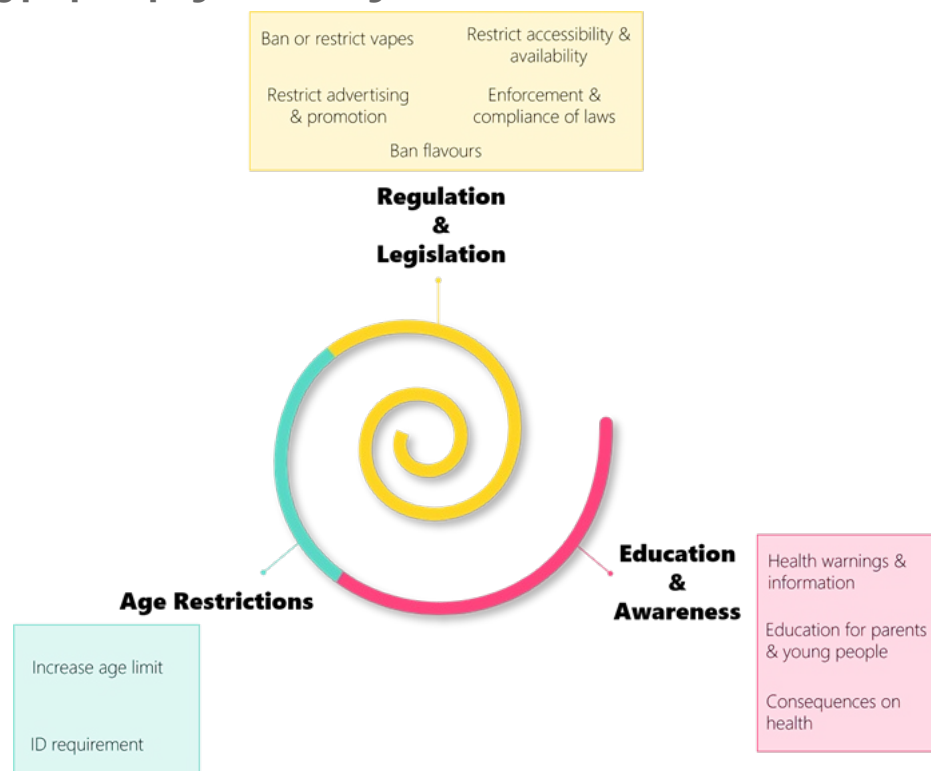 Ban or restrict vapes
Restrict accessibility &
availability
Restrict advertising
& promotion
Enforcement &
compliance of laws
Ban flavours
Regulation
&
Legislation
Age Restrictions
Increase age limit
ID requirement
Education
&
Awareness
Health warnings &
information
Education for parents
& young people
Consequences on
health